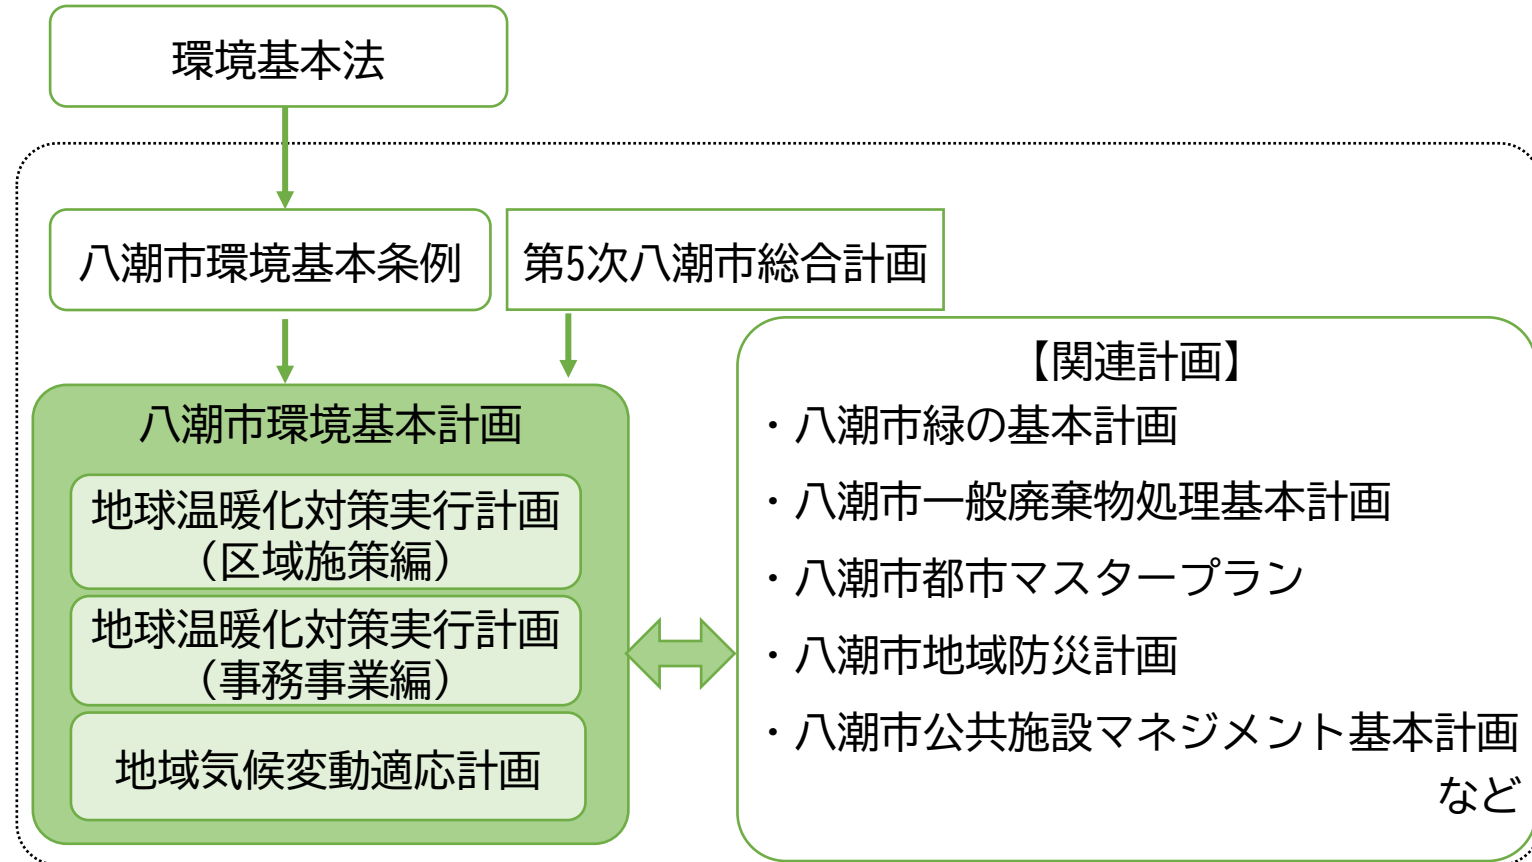 環境基本法
八潮市環境基本条例
第5次八潮市総合計画
八潮市環境基本計画
地球温暖化対策実行計画
（区域施策編）
地球温暖化対策実行計画
（事務事業編）
地域気候変動適応計画
【関連計画】
・八潮市緑の基本計画
・八潮市一般廃棄物処理基本計画
・八潮市都市マスタープラン
・八潮市地域防災計画
・八潮市公共施設マネジメント基本計画
など